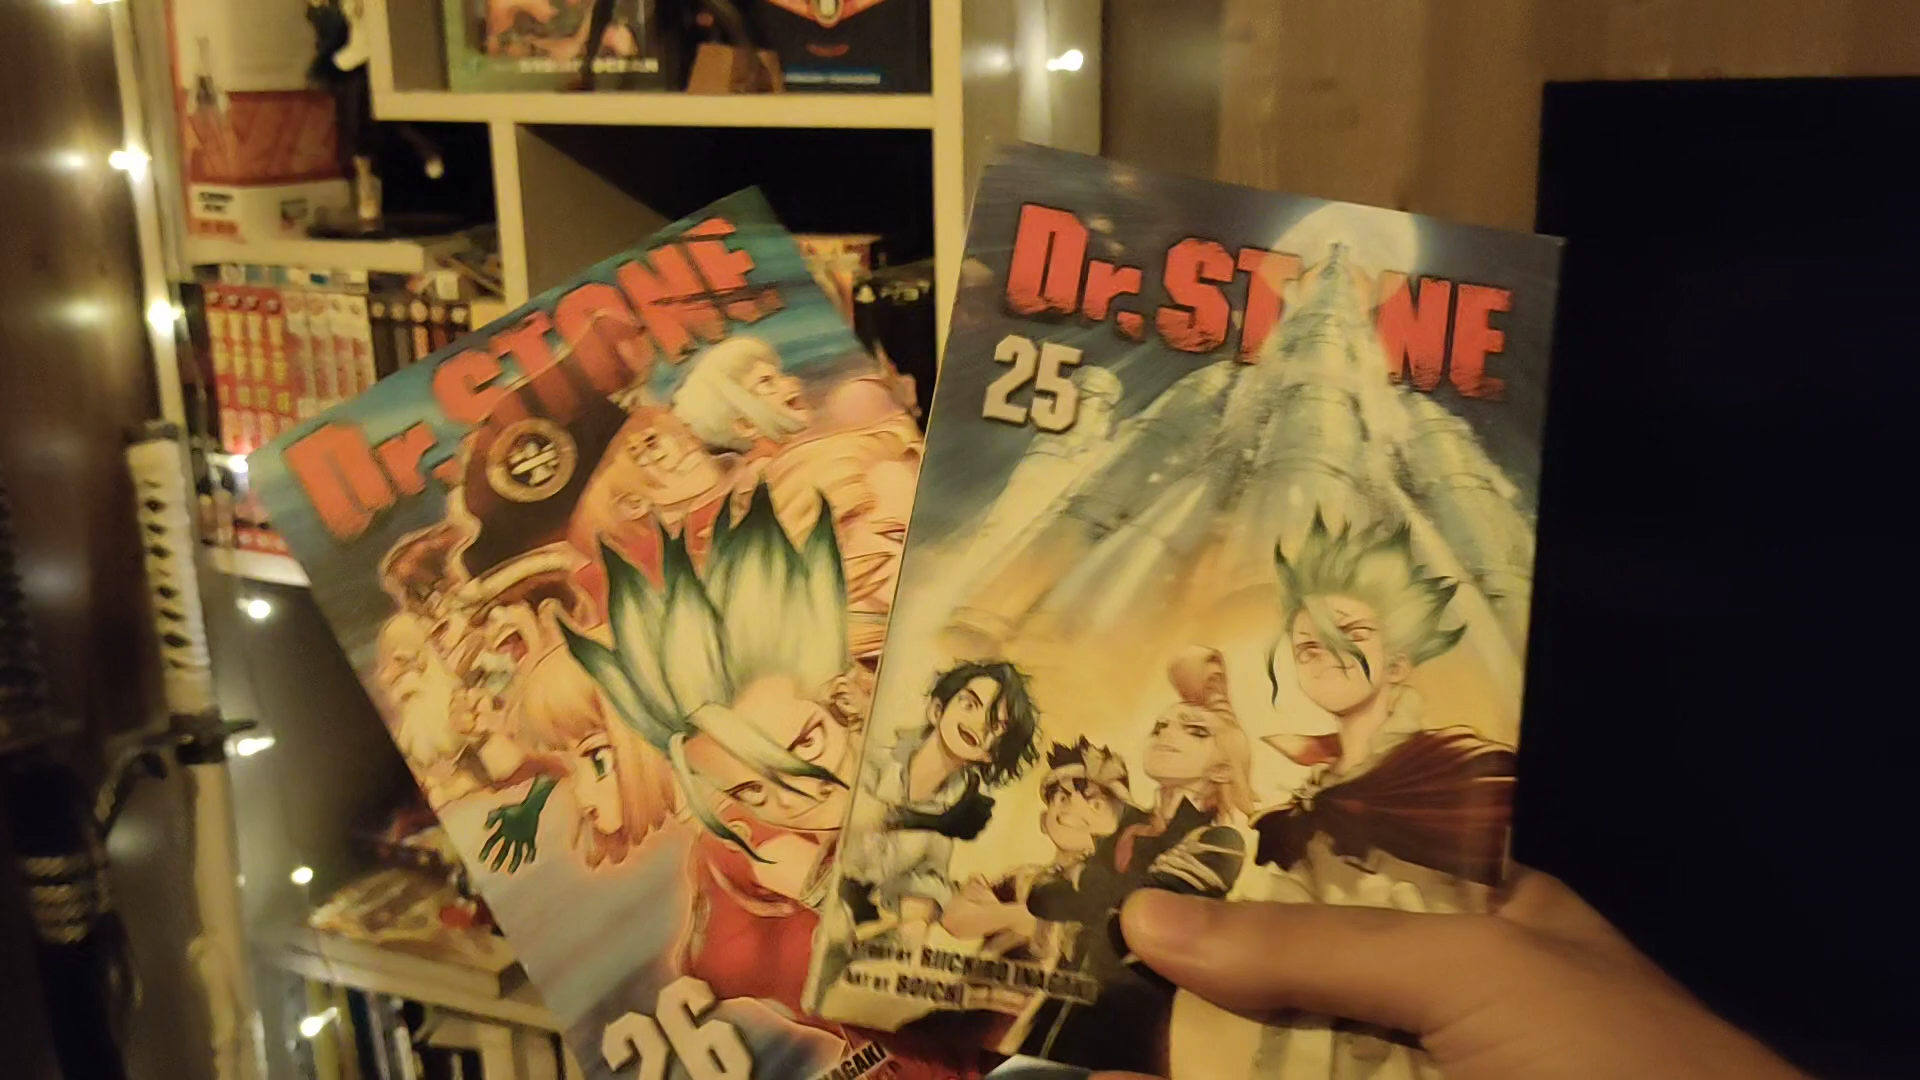 Dr. STONE
26
Dr. STONE
25
STORY BY RIICHIRO INAGAKI
ART BY BOICHI